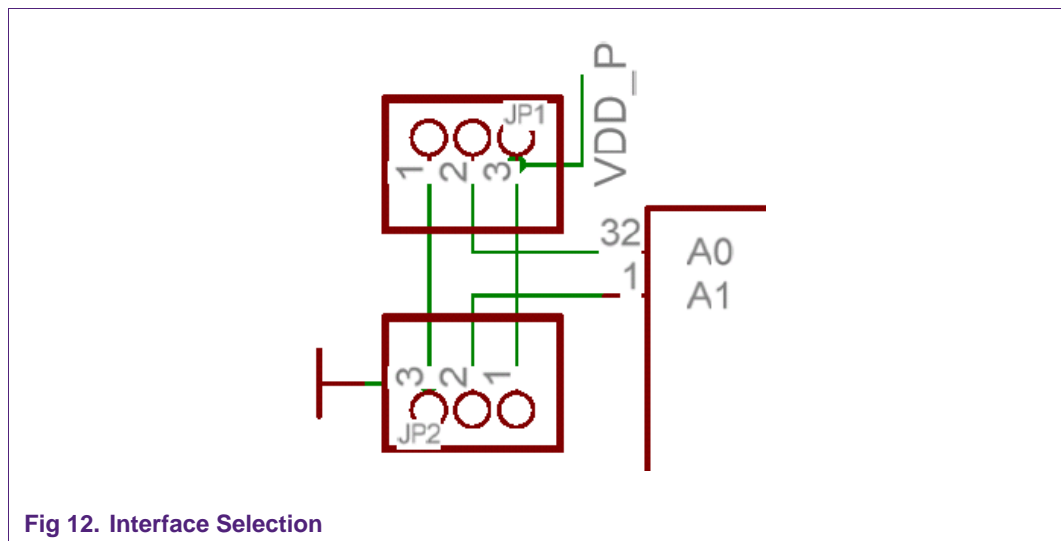 VDD_P
JP1
1 2 3
32
A0
1
A1
3 2 1
JP2
Fig 12. Interface Selection